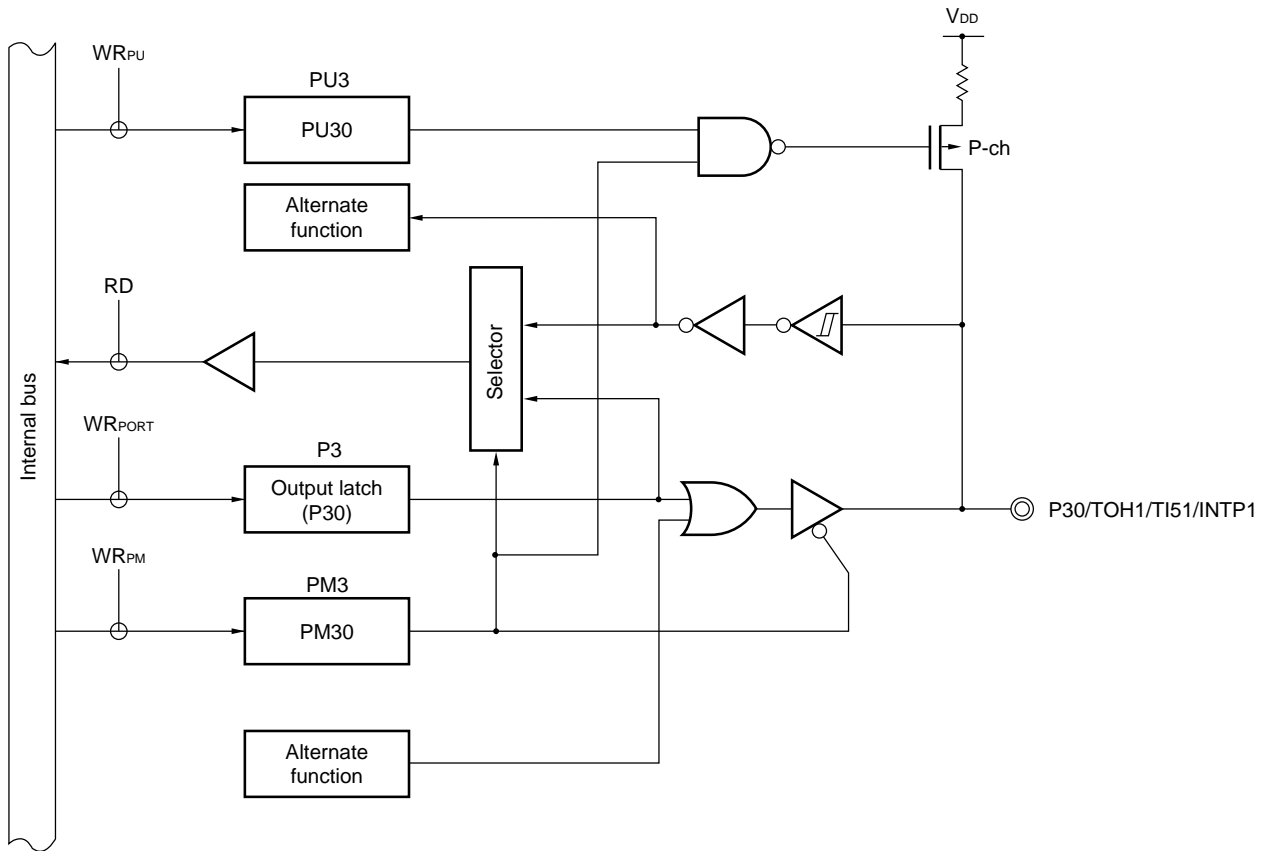 VDD
WRPU
PU3
PU30
P-ch
Alternate
function
RD
Selector
Internal bus
WRPORT
P3
Output latch
(P30)
P30/TOH1/TI51/INTP1
WRPM
PM3
PM30
Alternate
function